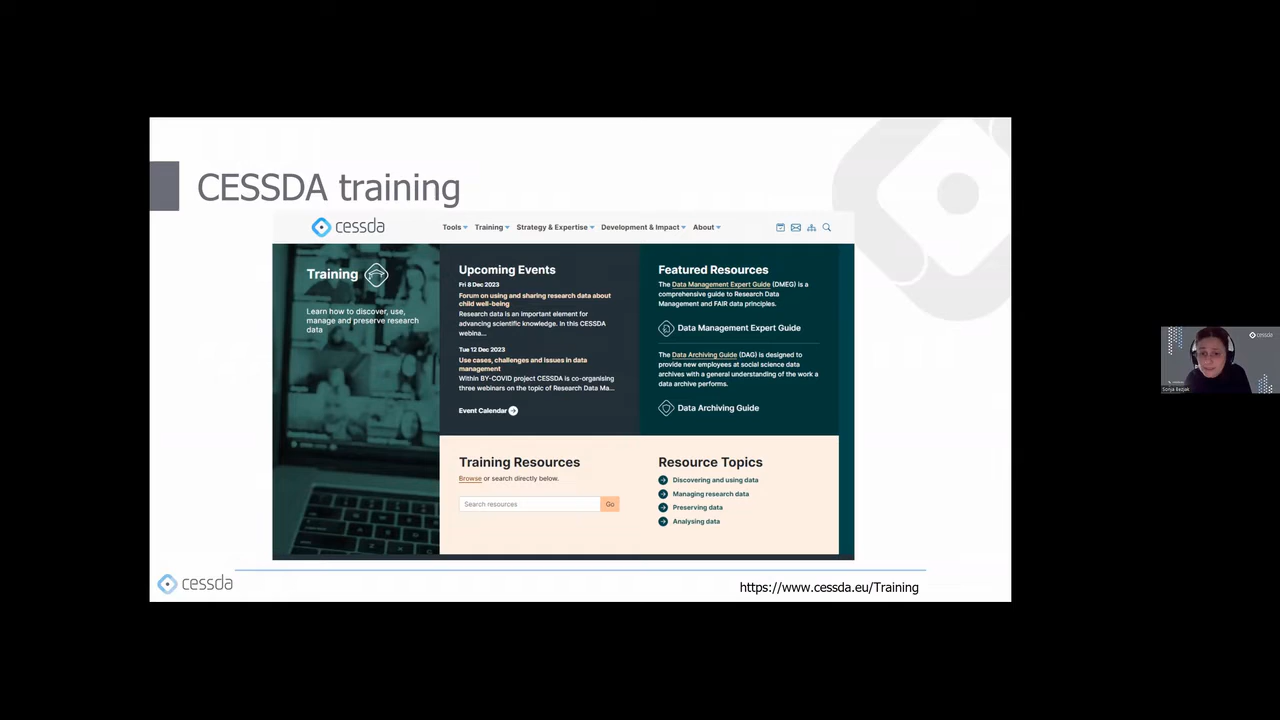 CESSDA training
cessda
Tools
Training
Strategy & Expertise
Development & Impact
About
Training
Learn how to discover, use,
manage and preserve research
data
Upcoming Events
Fri 8 Dec 2023
Forum on using and sharing research data about
child well-being
Research data is an important element for
advancing scientific knowledge. In this CESSDA
webina...
Tue 12 Dec 2023
Use cases, challenges and issues in data
management
Within BY-COVID project CESSDA is co-organising
three webinars on the topic of Research Data Ma...
Event Calendar
Featured Resources
The Data Management Expert Guide (DMEG) is a
comprehensive guide to Research Data
Management and FAIR data principles.
Data Management Expert Guide
The Data Archiving Guide (DAG) is designed to
provide new employees at social science data
archives with a general understanding of the work a
data archive performs.
Data Archiving Guide
Training Resources
Browse or search directly below.
Search resources
Go
Resource Topics
Discovering and using data
Managing research data
Preserving data
Analysing data
cessda
https://www.cessda.eu/Training
cessda
Sonja Bezjak